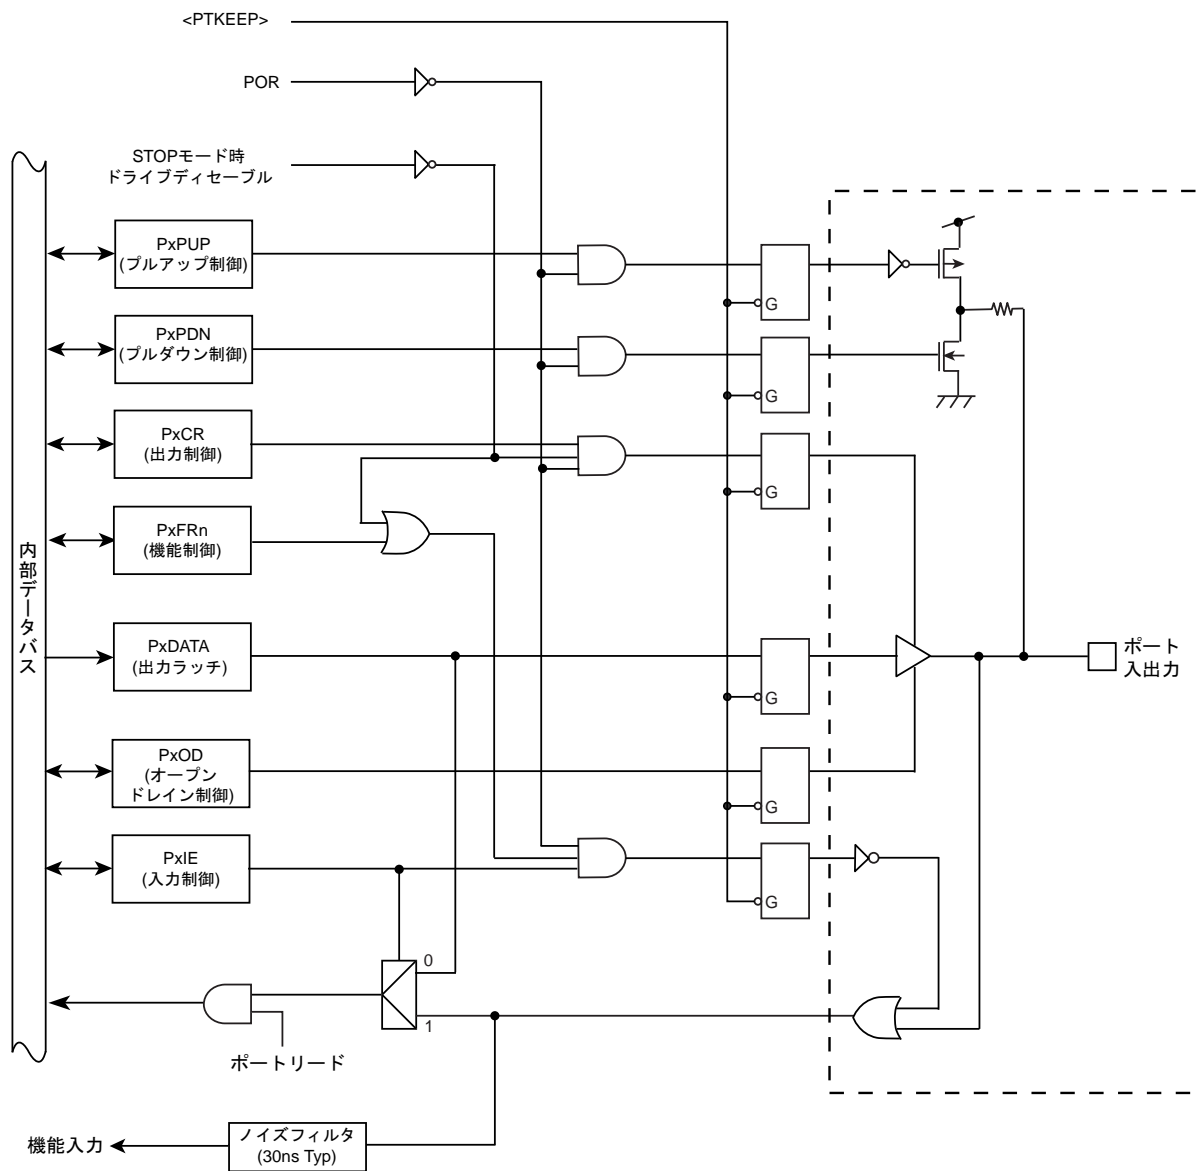 <PTKEEP>
POR
STOPモード時
ドライブディセーブル
PxPUP
(プルアップ制御)
G
PxPDN
(プルダウン制御)
G
PxCR
(出力制御)
G
PxFRn
(機能制御)
内部データバス
PxDATA
(出力ラッチ)
G
ポート
入出力
PxOD
(オープン
ドレイン制御)
G
PxIE
(入力制御)
G
0
1
ポートリード
機能入力
ノイズフィルタ
(30ns Typ)